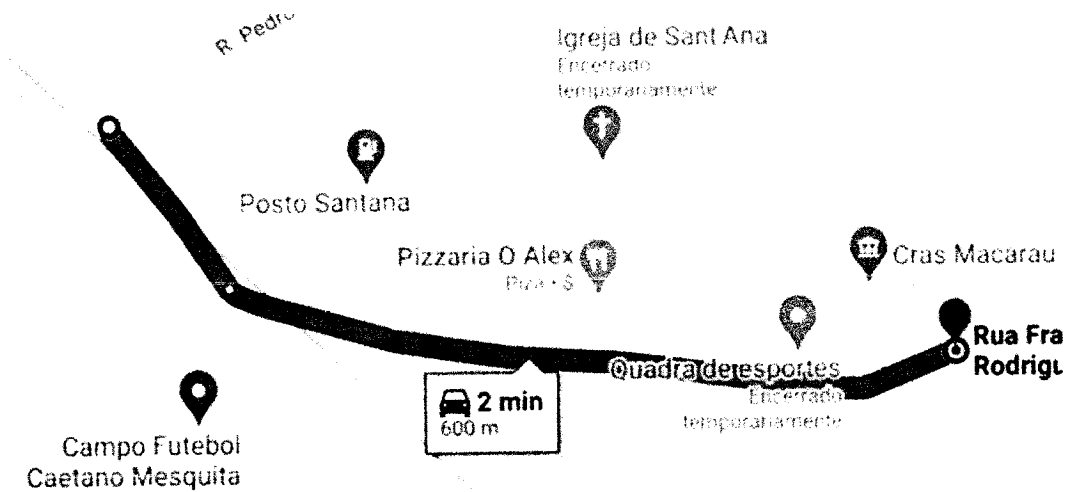 R. Pedro
Igreja de Sant Ana
Encerrado
temporariamente
Posto Santana
Pizzaria O Alex
Pizza • $
Cras Macarau
Rua Fra
Rodrigu
Quadra de esportes
Encerrado
temporariamente
2 min
600 m
Campo Futebol
Caetano Mesquita